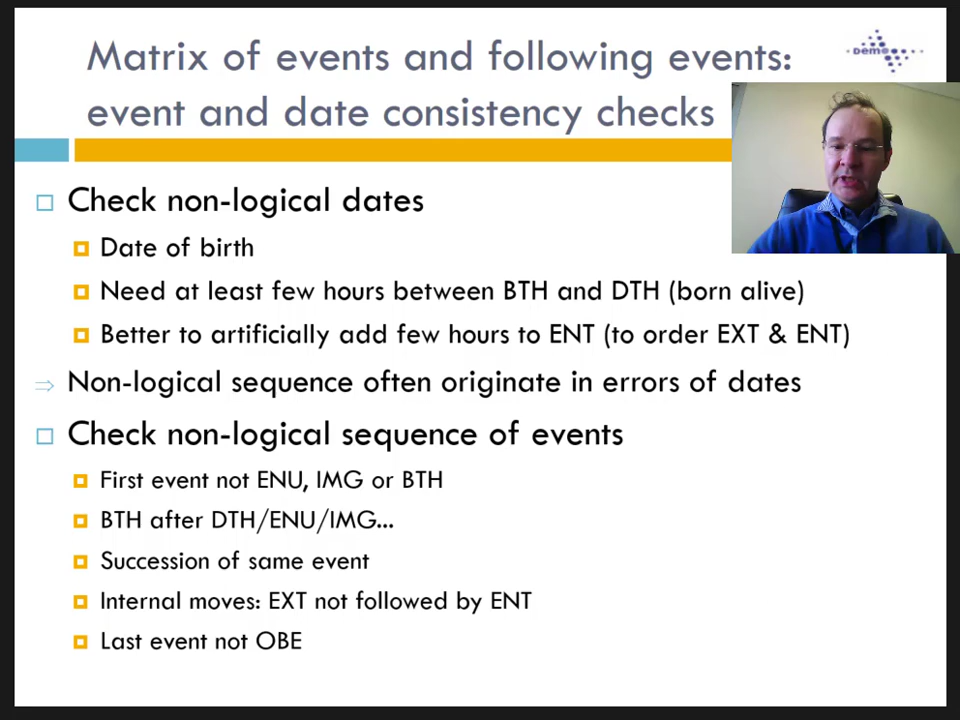 Matrix of events and following events:
event and date consistency checks
DEMO
Check non-logical dates
Date of birth
Need at least few hours between BTH and DTH (born alive)
Better to artificially add few hours to ENT (to order EXT & ENT)
⇒ Non-logical sequence often originate in errors of dates
Check non-logical sequence of events
First event not ENU, IMG or BTH
BTH after DTH/ENU/IMG...
Succession of same event
Internal moves: EXT not followed by ENT
Last event not OBE